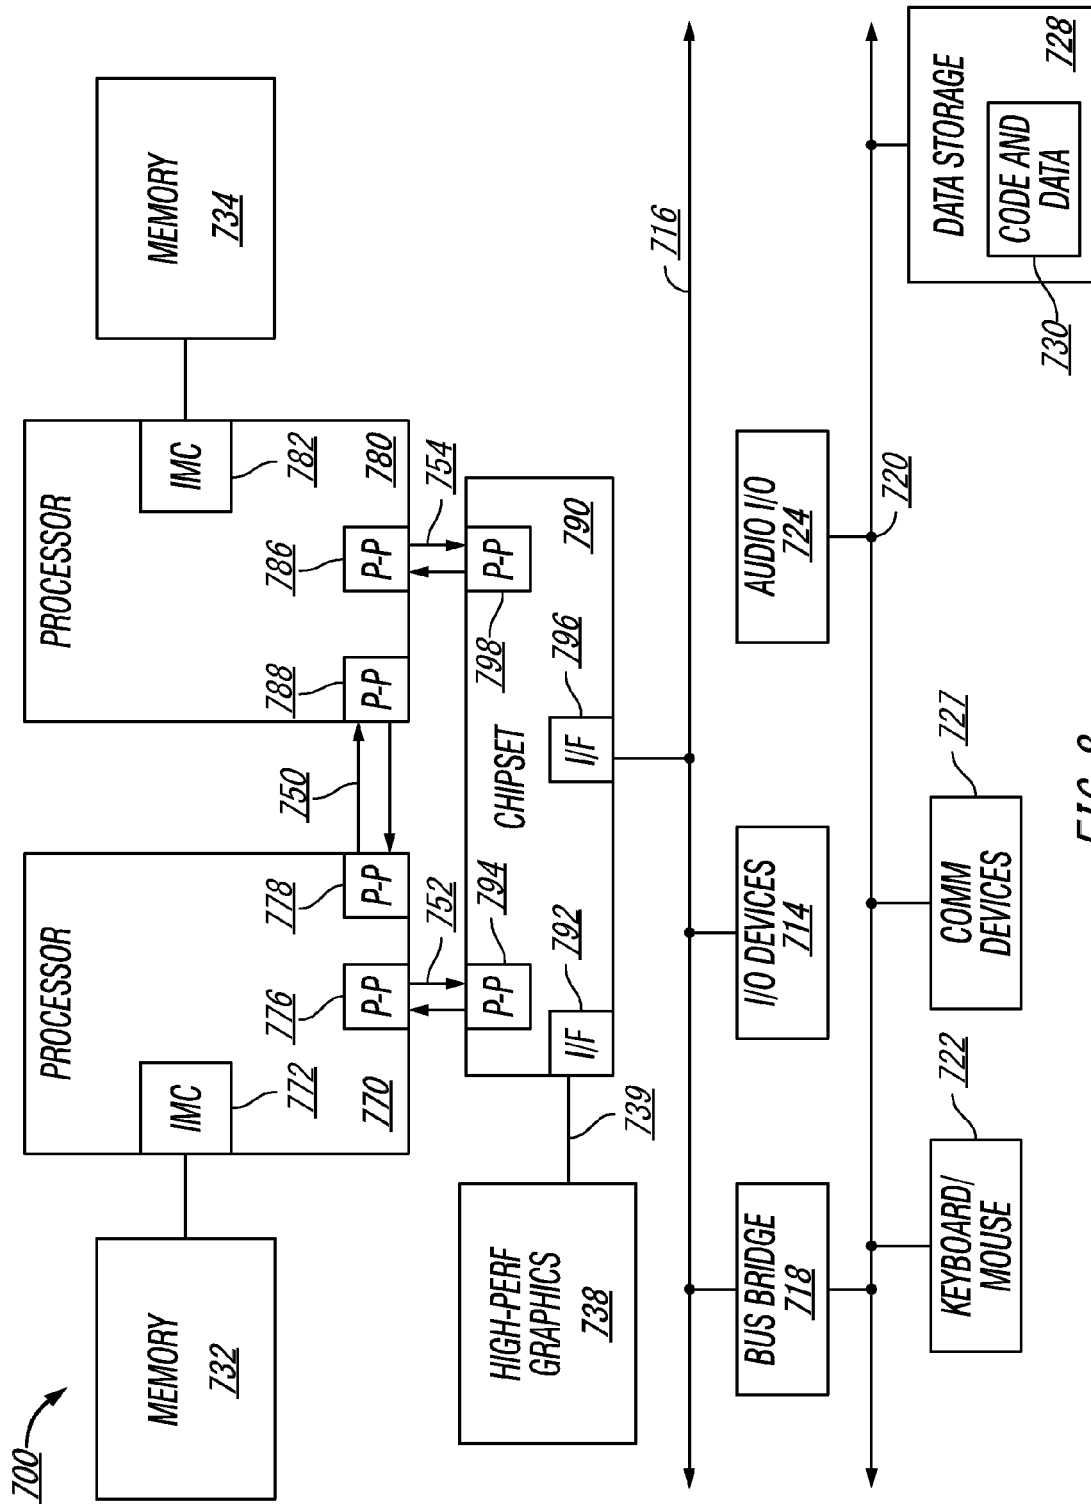 700
MEMORY
732
PROCESSOR
IMC
772
770
776
P-P
778
P-P
750
PROCESSOR
788
P-P
786
P-P
IMC
782
780
MEMORY
734
752
754
HIGH-PERF
GRAPHICS
738
739
I/F
792
P-P
794
CHIPSET
I/F
796
P-P
798
790
716
BUS BRIDGE
718
I/O DEVICES
714
AUDIO I/O
724
720
KEYBOARD/
MOUSE
722
COMM
DEVICES
727
DATA STORAGE
CODE AND
DATA
730
728
FIG. 8